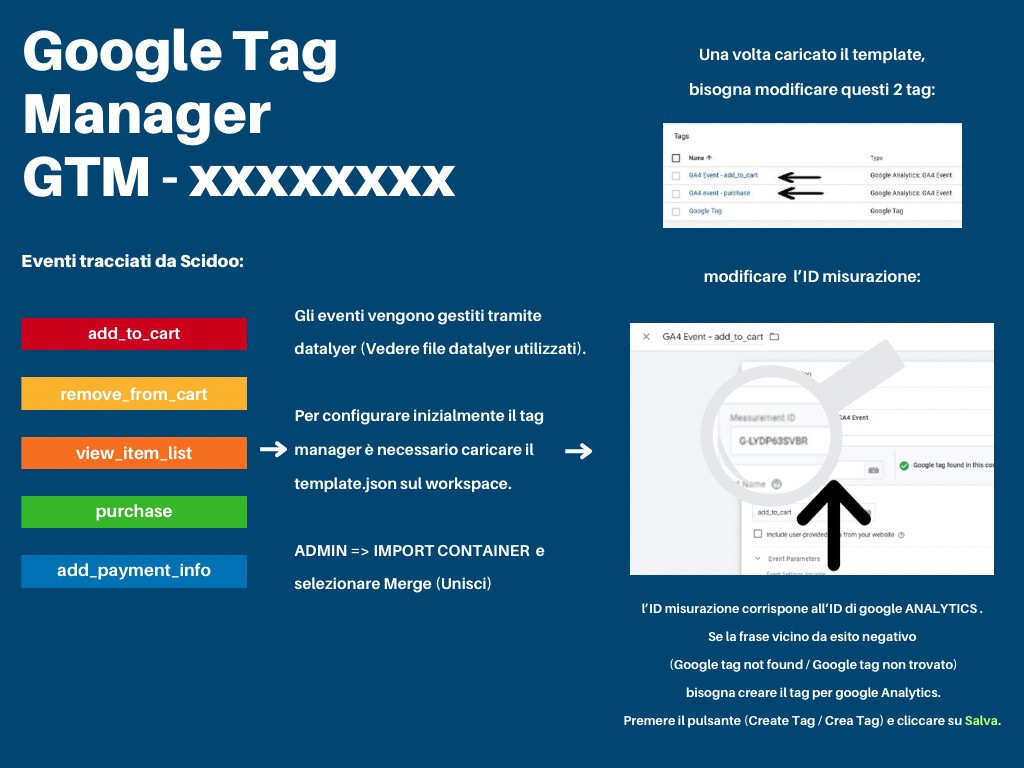 Google Tag
Manager
GTM - xxxxxxxx
Eventi tracciati da Scidoo:
add_to_cart
remove_from_cart
view_item_list
purchase
add_payment_info
Gli eventi vengono gestiti tramite
datalyer (Vedere file datalyer utilizzati).
Per configurare inizialmente il tag
manager è necessario caricare il
template.json sul workspace.
ADMIN => IMPORT CONTAINER e
selezionare Merge (Unisci)
Una volta caricato il template,
bisogna modificare questi 2 tag:
Tags
Name ↑ Type
GA4 Event - add_to_cart Google Analytics: GA4 Event
GA4 event - purchase Google Analytics: GA4 Event
Google Tag Google Tag
modificare l’ID misurazione:
GA4 Event - add_to_cart
GA4 Event
Measurement ID
G-LYDP63SVBR
Google tag found in this con
Name
add_to_cart
Include user-provided from your website
Event Parameters
Event Settings Variable
l’ID misurazione corrispone all’ID di google ANALYTICS .
Se la frase vicino da esito negativo
(Google tag not found / Google tag non trovato)
bisogna creare il tag per google Analytics.
Premere il pulsante (Create Tag / Crea Tag) e cliccare su Salva.